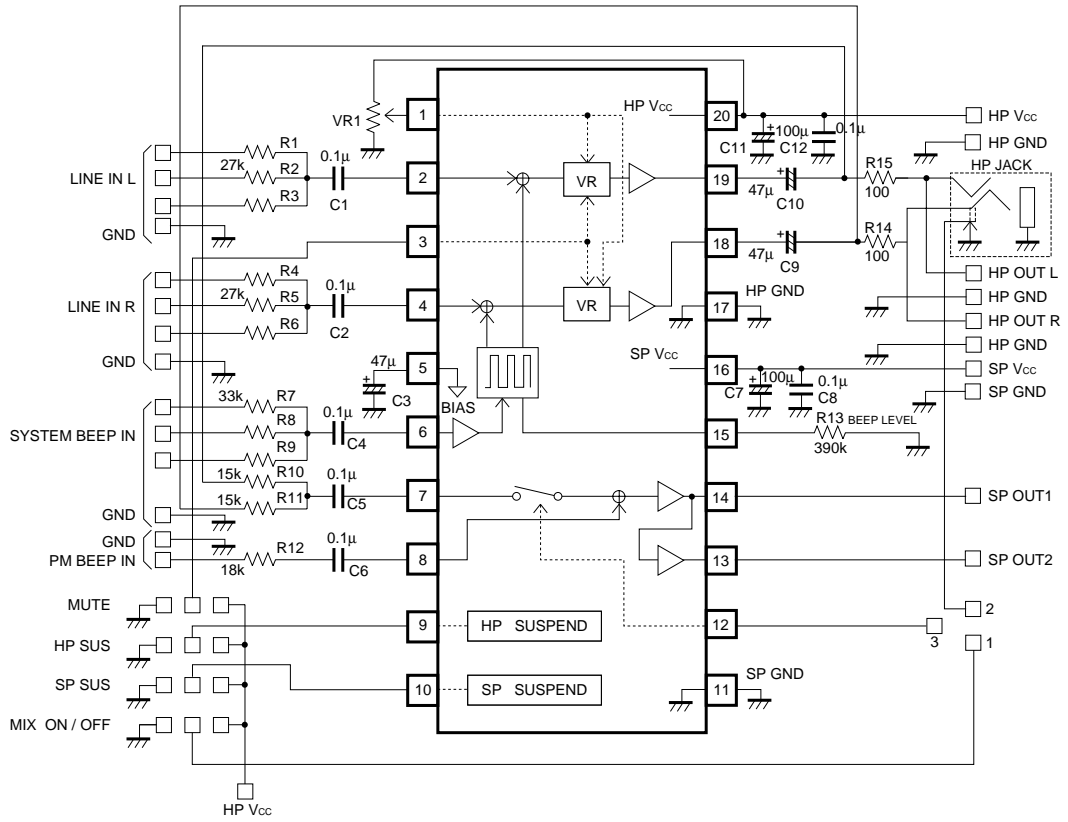 VR1
1
HP Vcc
20
100µ
C11
C12
0.1µ
HP Vcc
HP GND
HP JACK
LINE IN L
GND
R1
27k
R2
R3
0.1µ
C1
2
VR
19
47µ
C10
R15
100
3
18
47µ
C9
R14
100
HP OUT L
HP GND
HP OUT R
HP GND
LINE IN R
GND
R4
27k
R5
R6
0.1µ
C2
4
VR
HP GND
17
47µ
C3
5
BIAS
SP Vcc
16
C7
100µ
0.1µ
C8
SP Vcc
SP GND
SYSTEM BEEP IN
GND
33k
R7
R8
R9
0.1µ
C4
6
15
R13
BEEP LEVEL
390k
15k
R10
15k
R11
0.1µ
C5
7
14
SP OUT1
GND
PM BEEP IN
R12
18k
0.1µ
C6
8
13
SP OUT2
MUTE
HP SUS
SP SUS
MIX ON / OFF
HP Vcc
9
HP SUSPEND
12
3
2
1
10
SP SUSPEND
SP GND
11